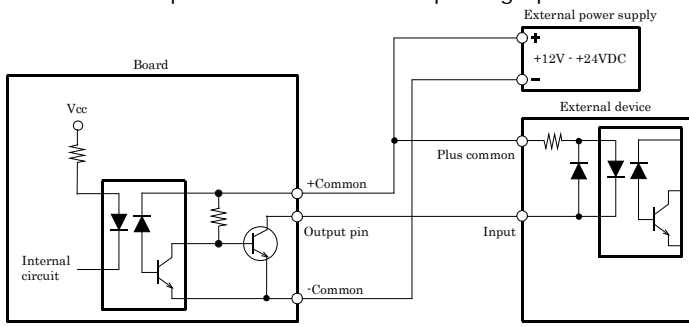 External power supply
+
+12V - +24VDC
-
Board
External device
Vcc
Plus common
+Common
Output pin
Input
Internal
circuit
-Common